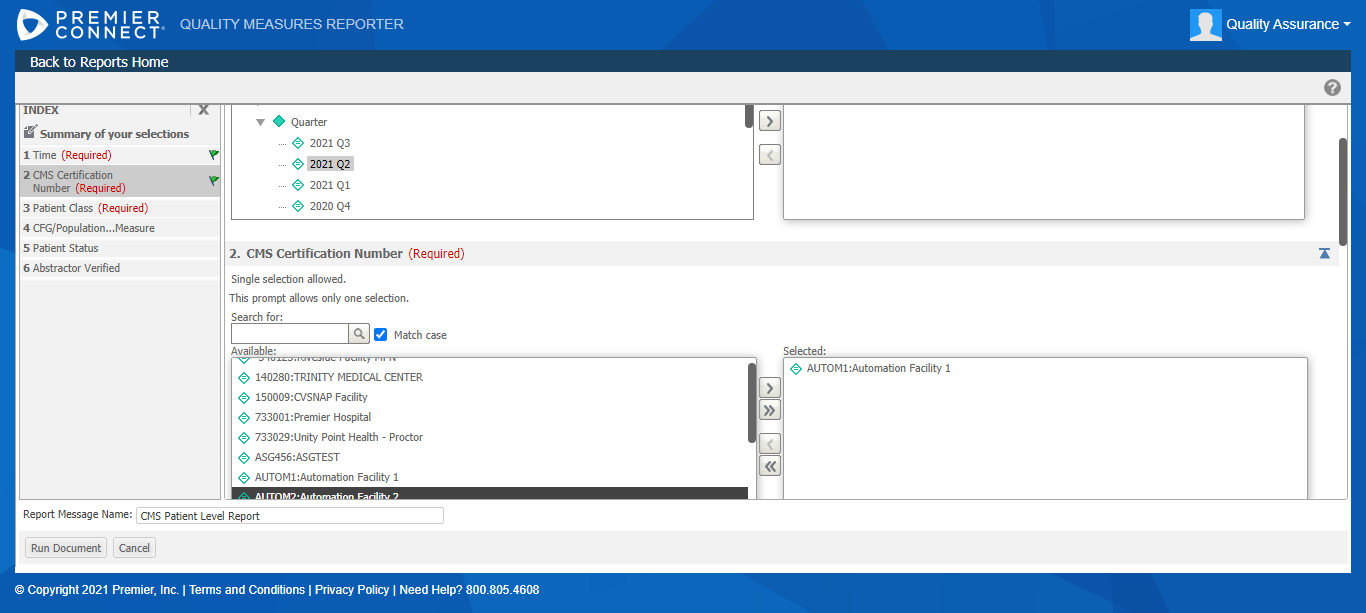 PREMIER CONNECT QUALITY MEASURES REPORTER
Quality Assurance
Back to Reports Home
INDEX
Summary of your selections
1 Time (Required)
2 CMS Certification
Number (Required)
3 Patient Class (Required)
4 CFG/Population...Measure
5 Patient Status
6 Abstractor Verified
Quarter
2021 Q3
2021 Q2
2021 Q1
2020 Q4
2. CMS Certification Number (Required)
Single selection allowed.
This prompt allows only one selection.
Search for:
Match case
Available:
140280:TRINITY MEDICAL CENTER
150009:CVSNAP Facility
733001:Premier Hospital
733029:Unity Point Health - Proctor
ASG456:ASGTEST
AUTOM1:Automation Facility 1
AUTOM2:Automation Facility 2
Selected:
AUTOM1:Automation Facility 1
Report Message Name: CMS Patient Level Report
Run Document Cancel
© Copyright 2021 Premier, Inc. | Terms and Conditions | Privacy Policy | Need Help? 800.805.4608